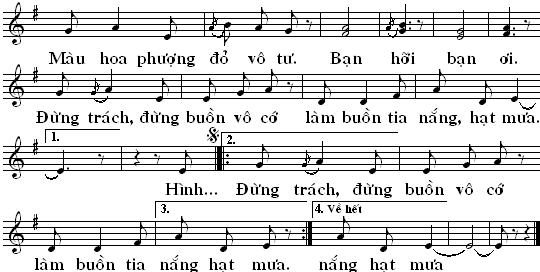 Màu hoa phượng đỏ vô tư. Bạn hỡi bạn ơi.
Đừng trách, đừng buồn vô cớ làm buồn tia nắng, hạt mưa.
1. 2.
Hình... Đừng trách, đừng buồn vô cớ
3. 4. Về hết
làm buồn tia nắng hạt mưa. nắng hạt mưa